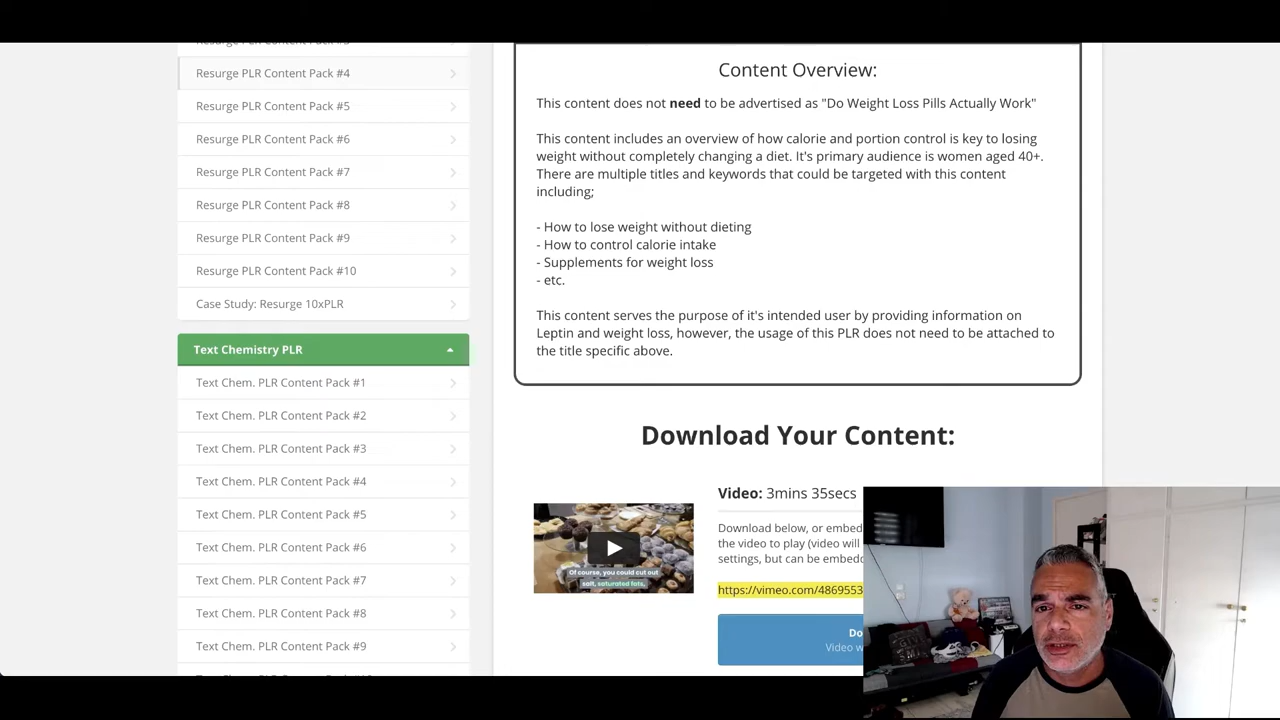 Resurge PLR Content Pack #4
Resurge PLR Content Pack #5
Resurge PLR Content Pack #6
Resurge PLR Content Pack #7
Resurge PLR Content Pack #8
Resurge PLR Content Pack #9
Resurge PLR Content Pack #10
Case Study: Resurge 10xPLR
Text Chemistry PLR
Text Chem. PLR Content Pack #1
Text Chem. PLR Content Pack #2
Text Chem. PLR Content Pack #3
Text Chem. PLR Content Pack #4
Text Chem. PLR Content Pack #5
Text Chem. PLR Content Pack #6
Text Chem. PLR Content Pack #7
Text Chem. PLR Content Pack #8
Text Chem. PLR Content Pack #9
Content Overview:
This content does not need to be advertised as "Do Weight Loss Pills Actually Work"
This content includes an overview of how calorie and portion control is key to losing
weight without completely changing a diet. It's primary audience is women aged 40+.
There are multiple titles and keywords that could be targeted with this content
including;
- How to lose weight without dieting
- How to control calorie intake
- Supplements for weight loss
- etc.
This content serves the purpose of it's intended user by providing information on
Leptin and weight loss, however, the usage of this PLR does not need to be attached to
the title specific above.
Download Your Content:
Of course, you could cut out
salt, saturated fats,
Video: 3mins 35secs
Download below, or embed
the video to play (video will
settings, but can be embedd
https://vimeo.com/4869553
Do
Video w